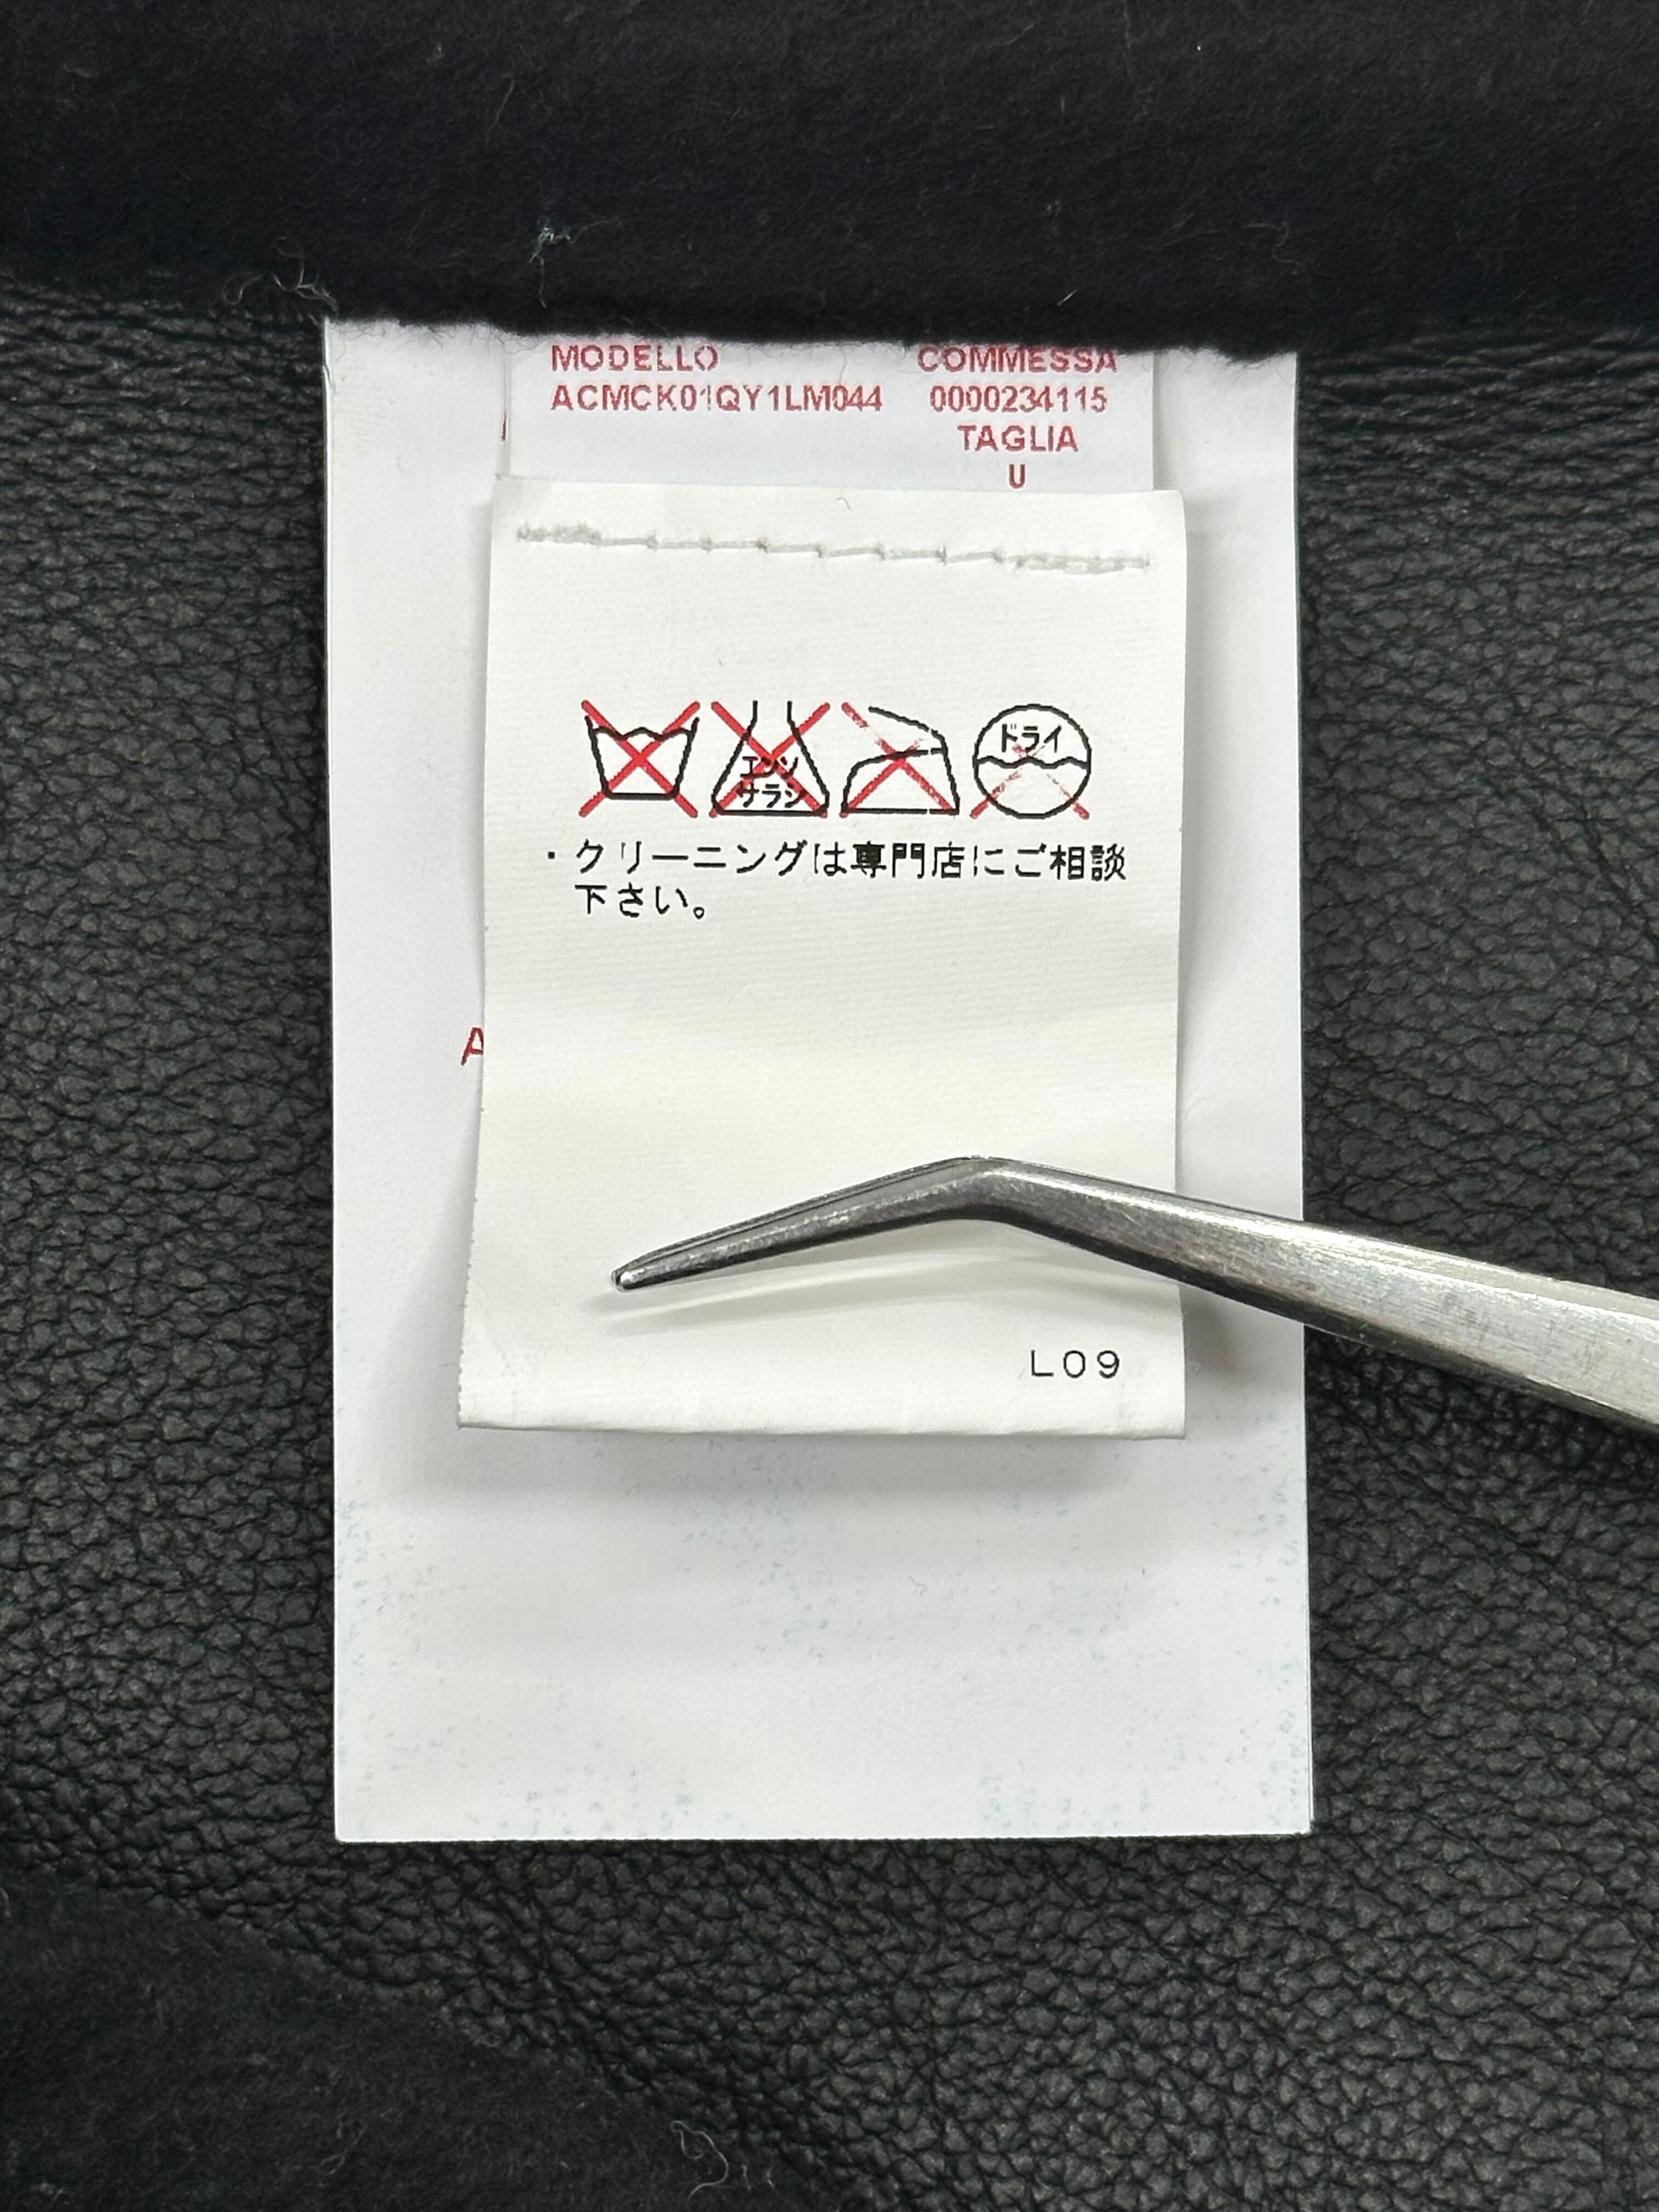 MODELLO COMMESSA
ACMCK01QY1LM044 0000234115
TAGLIA
U
エンソ
サラシ
ドライ
・クリーニングは専門店にご相談
下さい。
A
L09